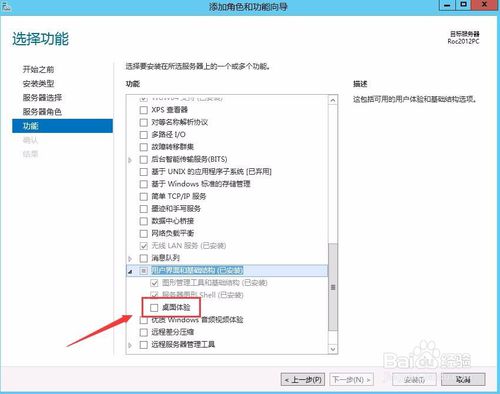 添加角色和功能向导
选择功能
目标服务器
Roc2012PC
开始之前
安装类型
服务器选择
服务器角色
功能
确认
结果
选择要安装在所选服务器上的一个或多个功能。
功能
描述
WoW64 支持 (已安装)
XPS 查看器
对等名称解析协议
多路径 I/O
故障转移群集
后台智能传输服务(BITS)
基于 UNIX 的应用程序子系统 [已弃用]
基于 Windows 标准的存储管理
简单 TCP/IP 服务
墨迹和手写服务
数据中心桥接
网络负载平衡
无线 LAN 服务 (已安装)
消息队列
用户界面和基础结构 (已安装)
图形管理工具和基础结构 (已安装)
服务器图形 Shell (已安装)
桌面体验
优质 Windows 音频视频体验
远程差分压缩
远程服务器管理工具
这包括可用的用户体验和基础结构选项。
< 上一步(P)
下一步(N) >
安装(I)
取消
Bai 经验